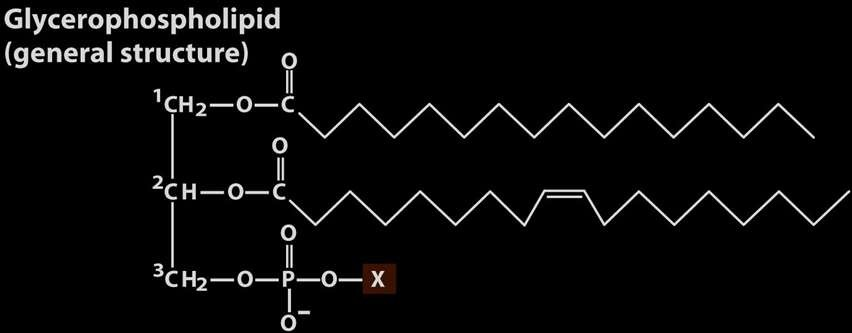 Glycerophospholipid
(general structure)
O
¹CH₂—O—C
O
²CH—O—C
O
³CH₂—O—P—O—X
O⁻